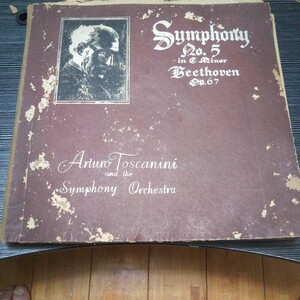 Symphony
No. 5
in C Minor
Beethoven
Op. 67
Arturo Toscanini
and the
Symphony Orchestra